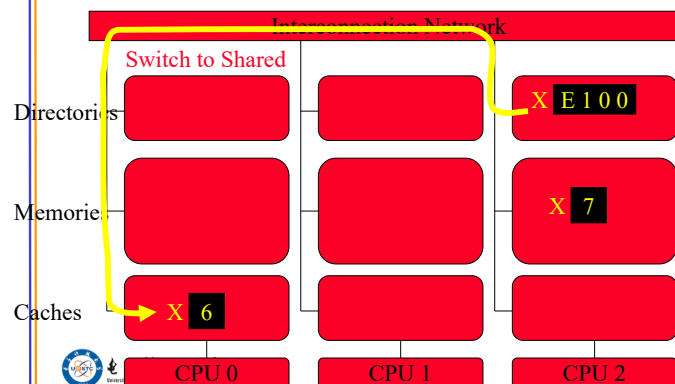 Interconnection Network
Switch to Shared
Directories
X E 1 0 0
Memories
X 7
Caches
X 6
CPU 0
CPU 1
CPU 2